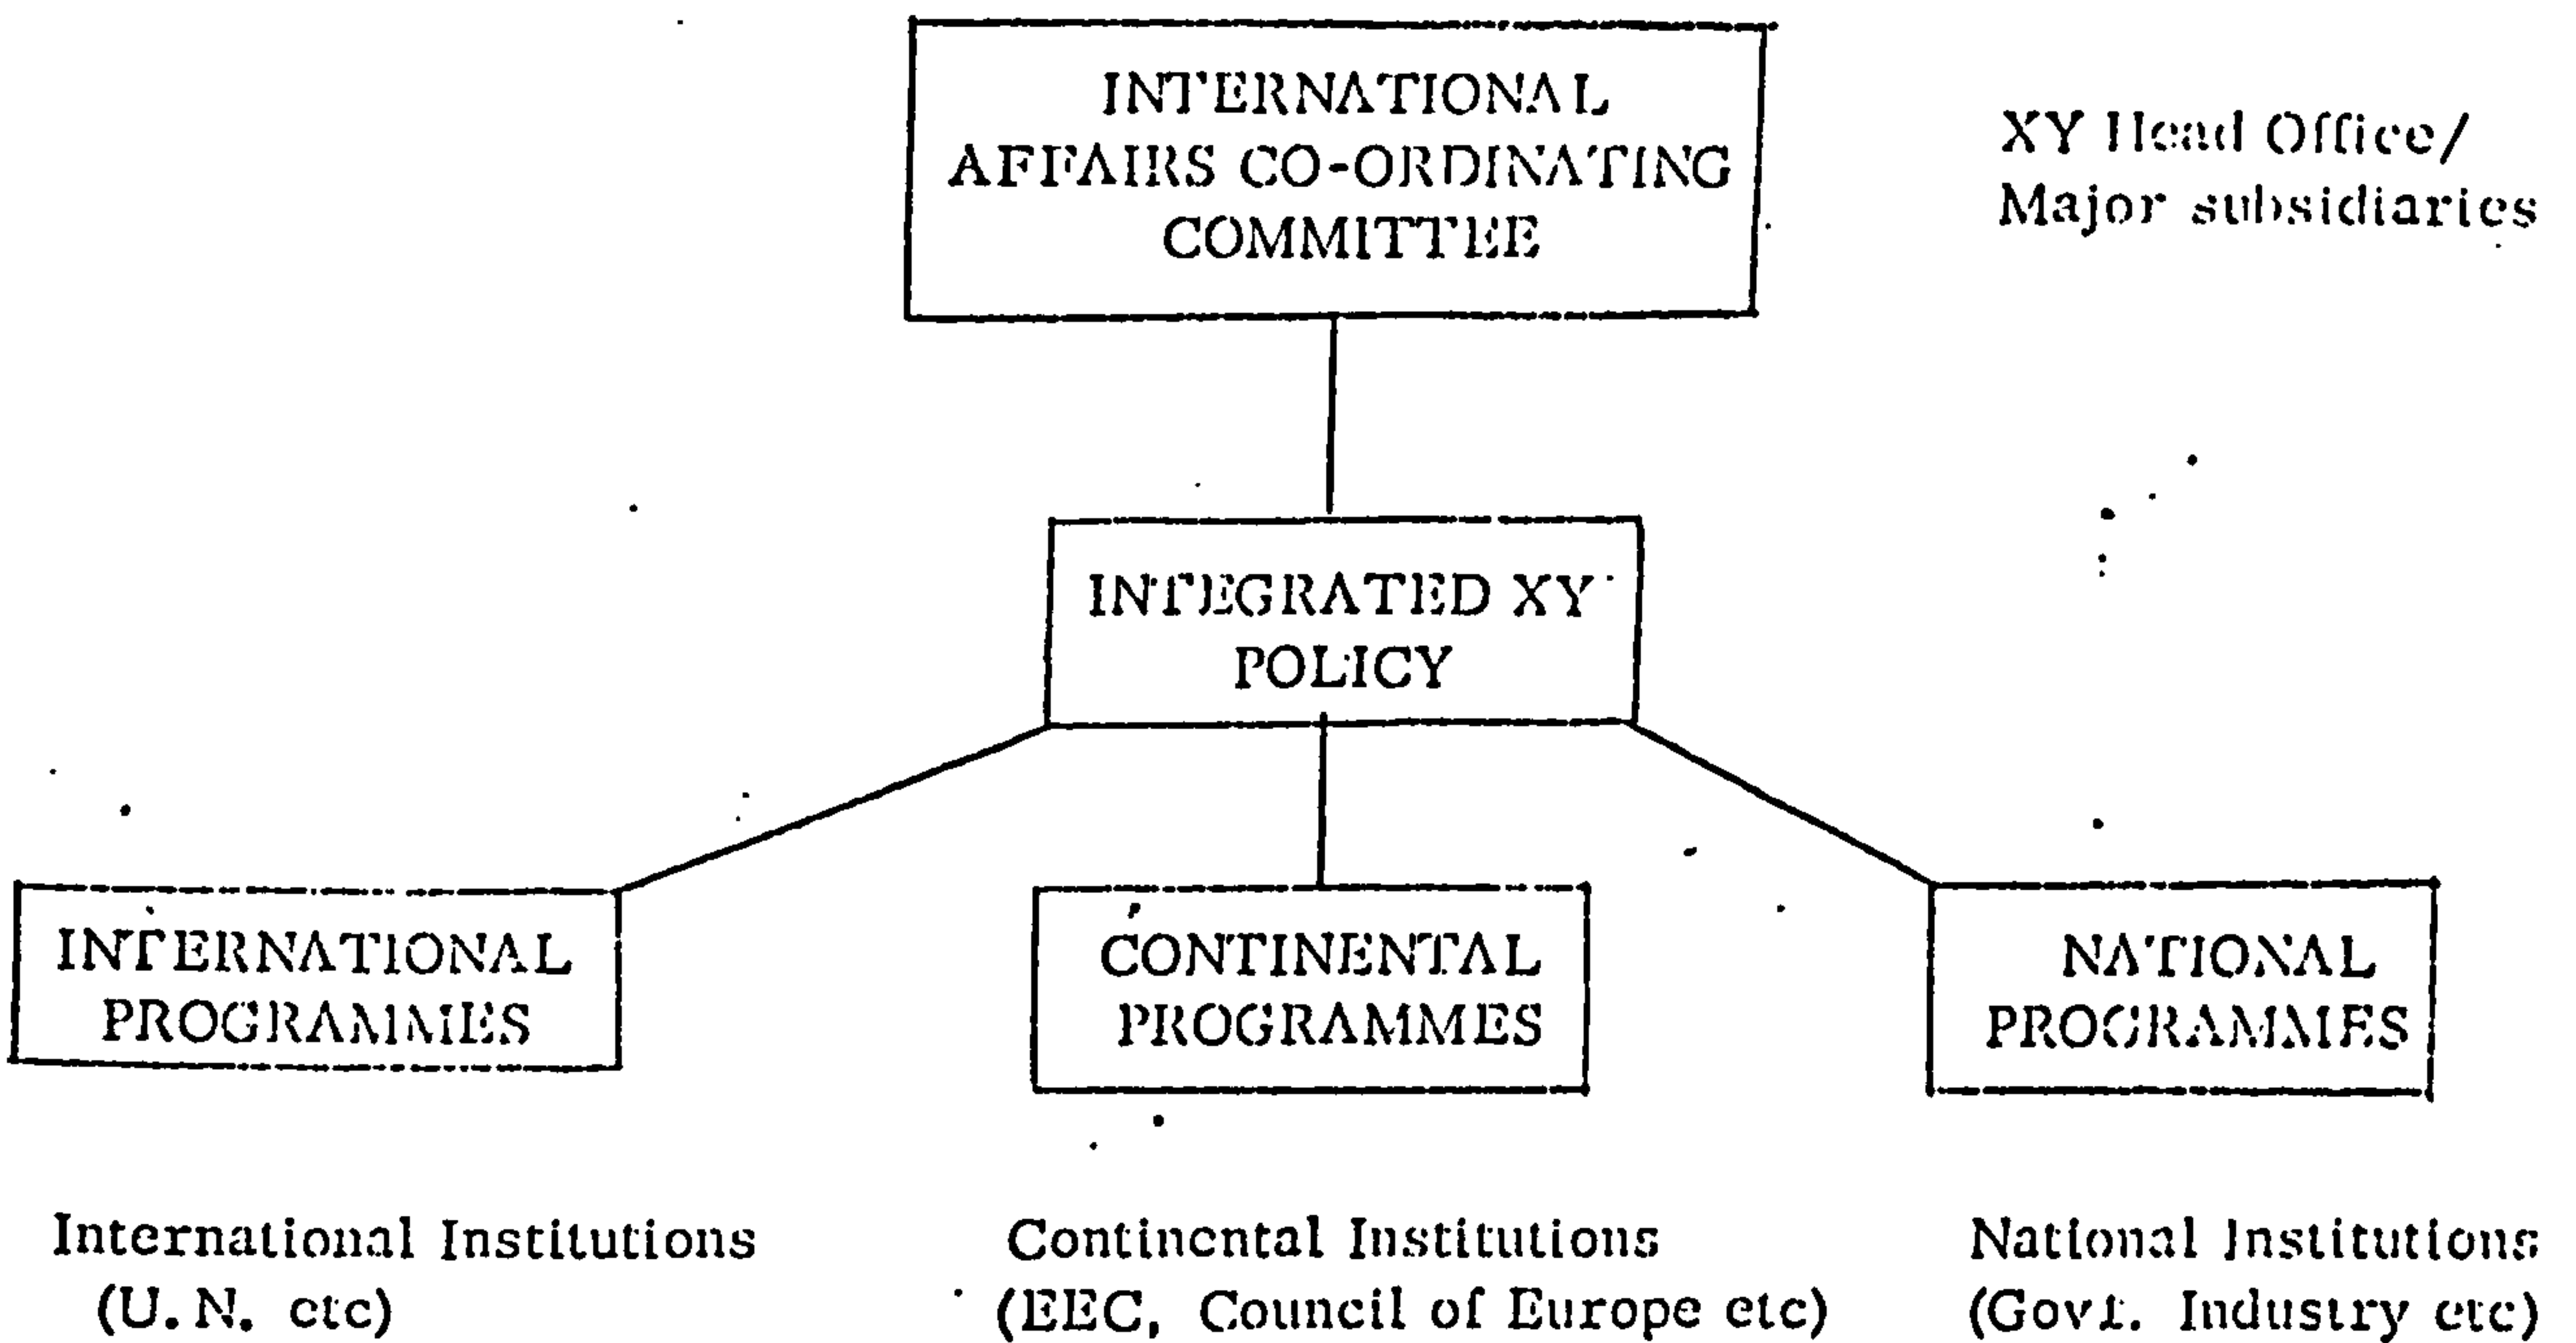 INTERNATIONAL
AFFAIRS CO-ORDINATING
COMMITTEE
XY Head Office/
Major subsidiaries
INTEGRATED XY
POLICY
INTERNATIONAL
PROGRAMMES
CONTINENTAL
PROGRAMMES
NATIONAL
PROGRAMMES
International Institutions
(U.N. etc)
Continental Institutions
(EEC, Council of Europe etc)
National Institutions
(Govt. Industry etc)